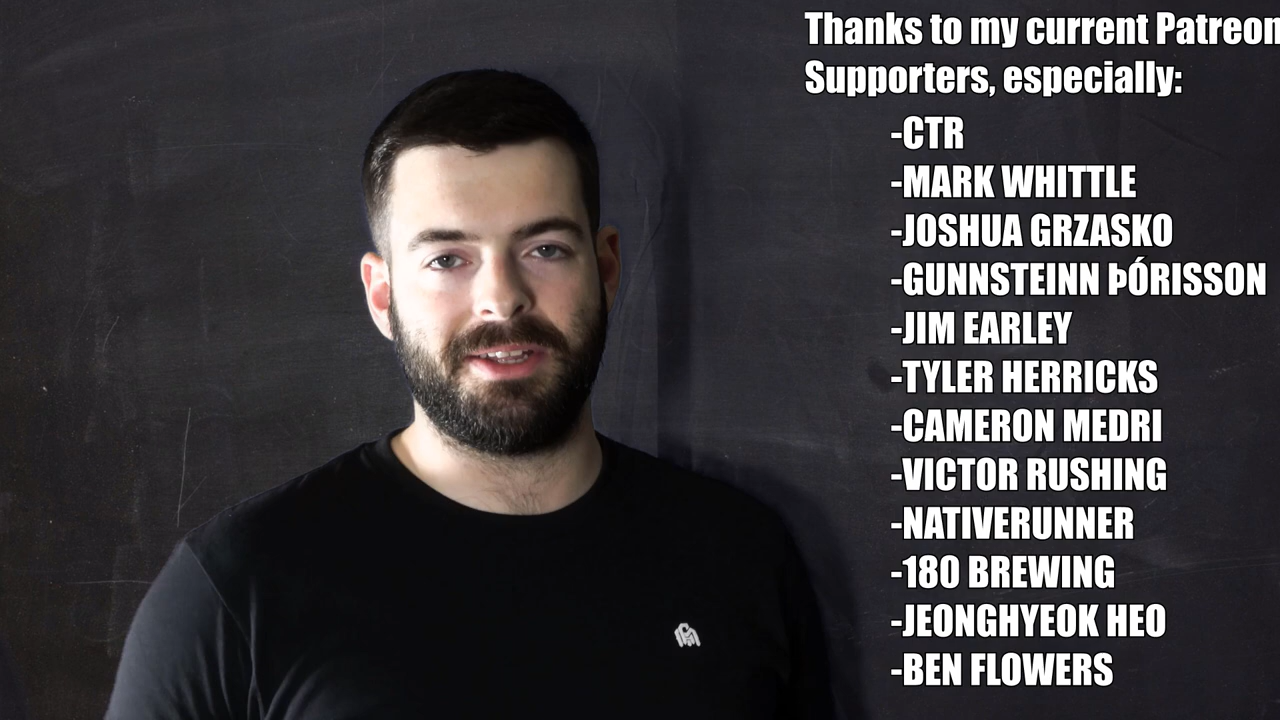 Thanks to my current Patreon
Supporters, especially:
-CTR
-MARK WHITTLE
-JOSHUA GRZASKO
-GUNNSTEINN ÞÓRISSON
-JIM EARLEY
-TYLER HERRICKS
-CAMERON MEDRI
-VICTOR RUSHING
-NATIVERUNNER
-180 BREWING
-JEONGHYEOK HEO
-BEN FLOWERS